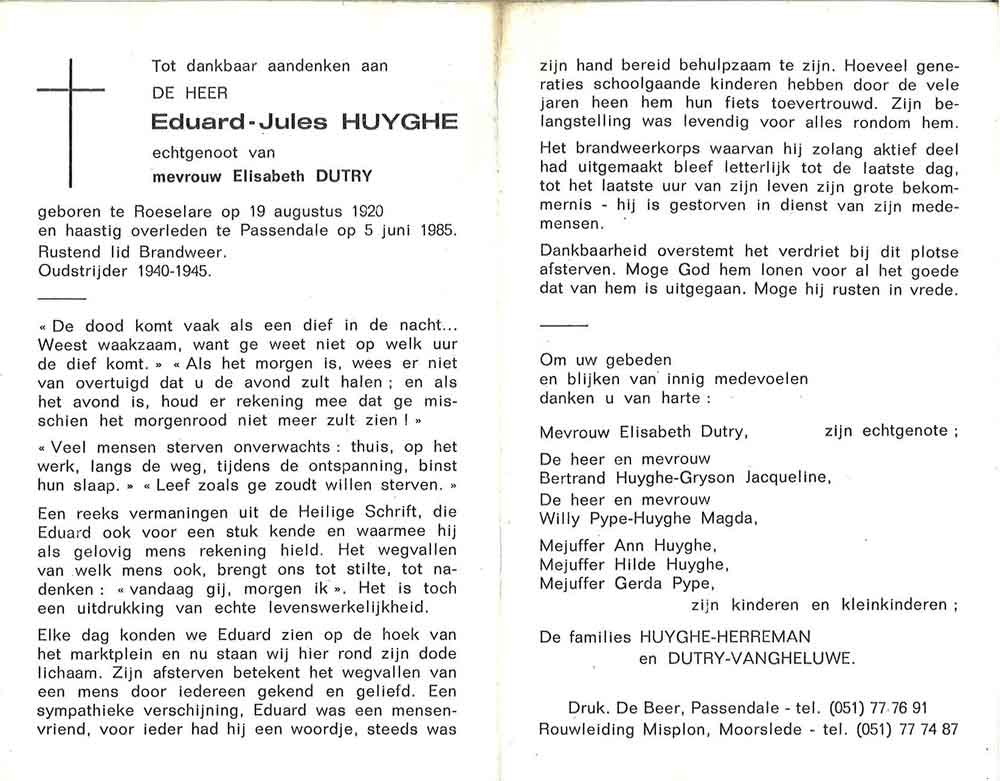 Tot dankbaar aandenken aan
DE HEER
Eduard-Jules HUYGHE
echtgenoot van
mevrouw Elisabeth DUTRY
geboren te Roeselare op 19 augustus 1920
en haastig overleden te Passendale op 5 juni 1985.
Rustend lid Brandweer.
Oudstrijder 1940-1945.
« De dood komt vaak als een dief in de nacht...
Weest waakzaam, want ge weet niet op welk uur
de dief komt. » « Als het morgen is, wees er niet
van overtuigd dat u de avond zult halen ; en als
het avond is, houd er rekening mee dat ge mis-
schien het morgenrood niet meer zult zien ! »
« Veel mensen sterven onverwachts : thuis, op het
werk, langs de weg, tijdens de ontspanning, binst
hun slaap. » « Leef zoals ge zoudt willen sterven. »
Een reeks vermaningen uit de Heilige Schrift, die
Eduard ook voor een stuk kende en waarmee hij
als gelovig mens rekening hield. Het wegvallen
van welk mens ook, brengt ons tot stilte, tot na-
denken : « vandaag gij, morgen ik ». Het is toch
een uitdrukking van echte levenswerkelijkheid.
Elke dag konden we Eduard zien op de hoek van
het marktplein en nu staan wij hier rond zijn dode
lichaam. Zijn afsterven betekent het wegvallen van
een mens door iedereen gekend en geliefd. Een
sympathieke verschijning, Eduard was een mensen-
vriend, voor ieder had hij een woordje, steeds was
zijn hand bereid behulpzaam te zijn. Hoeveel gene-
raties schoolgaande kinderen hebben door de vele
jaren heen hem hun fiets toevertrouwd. Zijn be-
langstelling was levendig voor alles rondom hem.
Het brandweerkorps waarvan hij zolang aktief deel
had uitgemaakt bleef letterlijk tot de laatste dag,
tot het laatste uur van zijn leven zijn grote bekom-
mernis - hij is gestorven in dienst van zijn mede-
mensen.
Dankbaarheid overstemt het verdriet bij dit plotse
afsterven. Moge God hem lonen voor al het goede
dat van hem is uitgegaan. Moge hij rusten in vrede.
Om uw gebeden
en blijken van innig medevoelen
danken u van harte :
Mevrouw Elisabeth Dutry, zijn echtgenote ;
De heer en mevrouw
Bertrand Huyghe-Gryson Jacqueline,
De heer en mevrouw
Willy Pype-Huyghe Magda,
Mejuffer Ann Huyghe,
Mejuffer Hilde Huyghe,
Mejuffer Gerda Pype,
zijn kinderen en kleinkinderen ;
De families HUYGHE-HERREMAN
en DUTRY-VANGHELUWE.
Druk. De Beer, Passendale - tel. (051) 77 76 91
Rouwleiding Misplon, Moorslede - tel. (051) 77 74 87